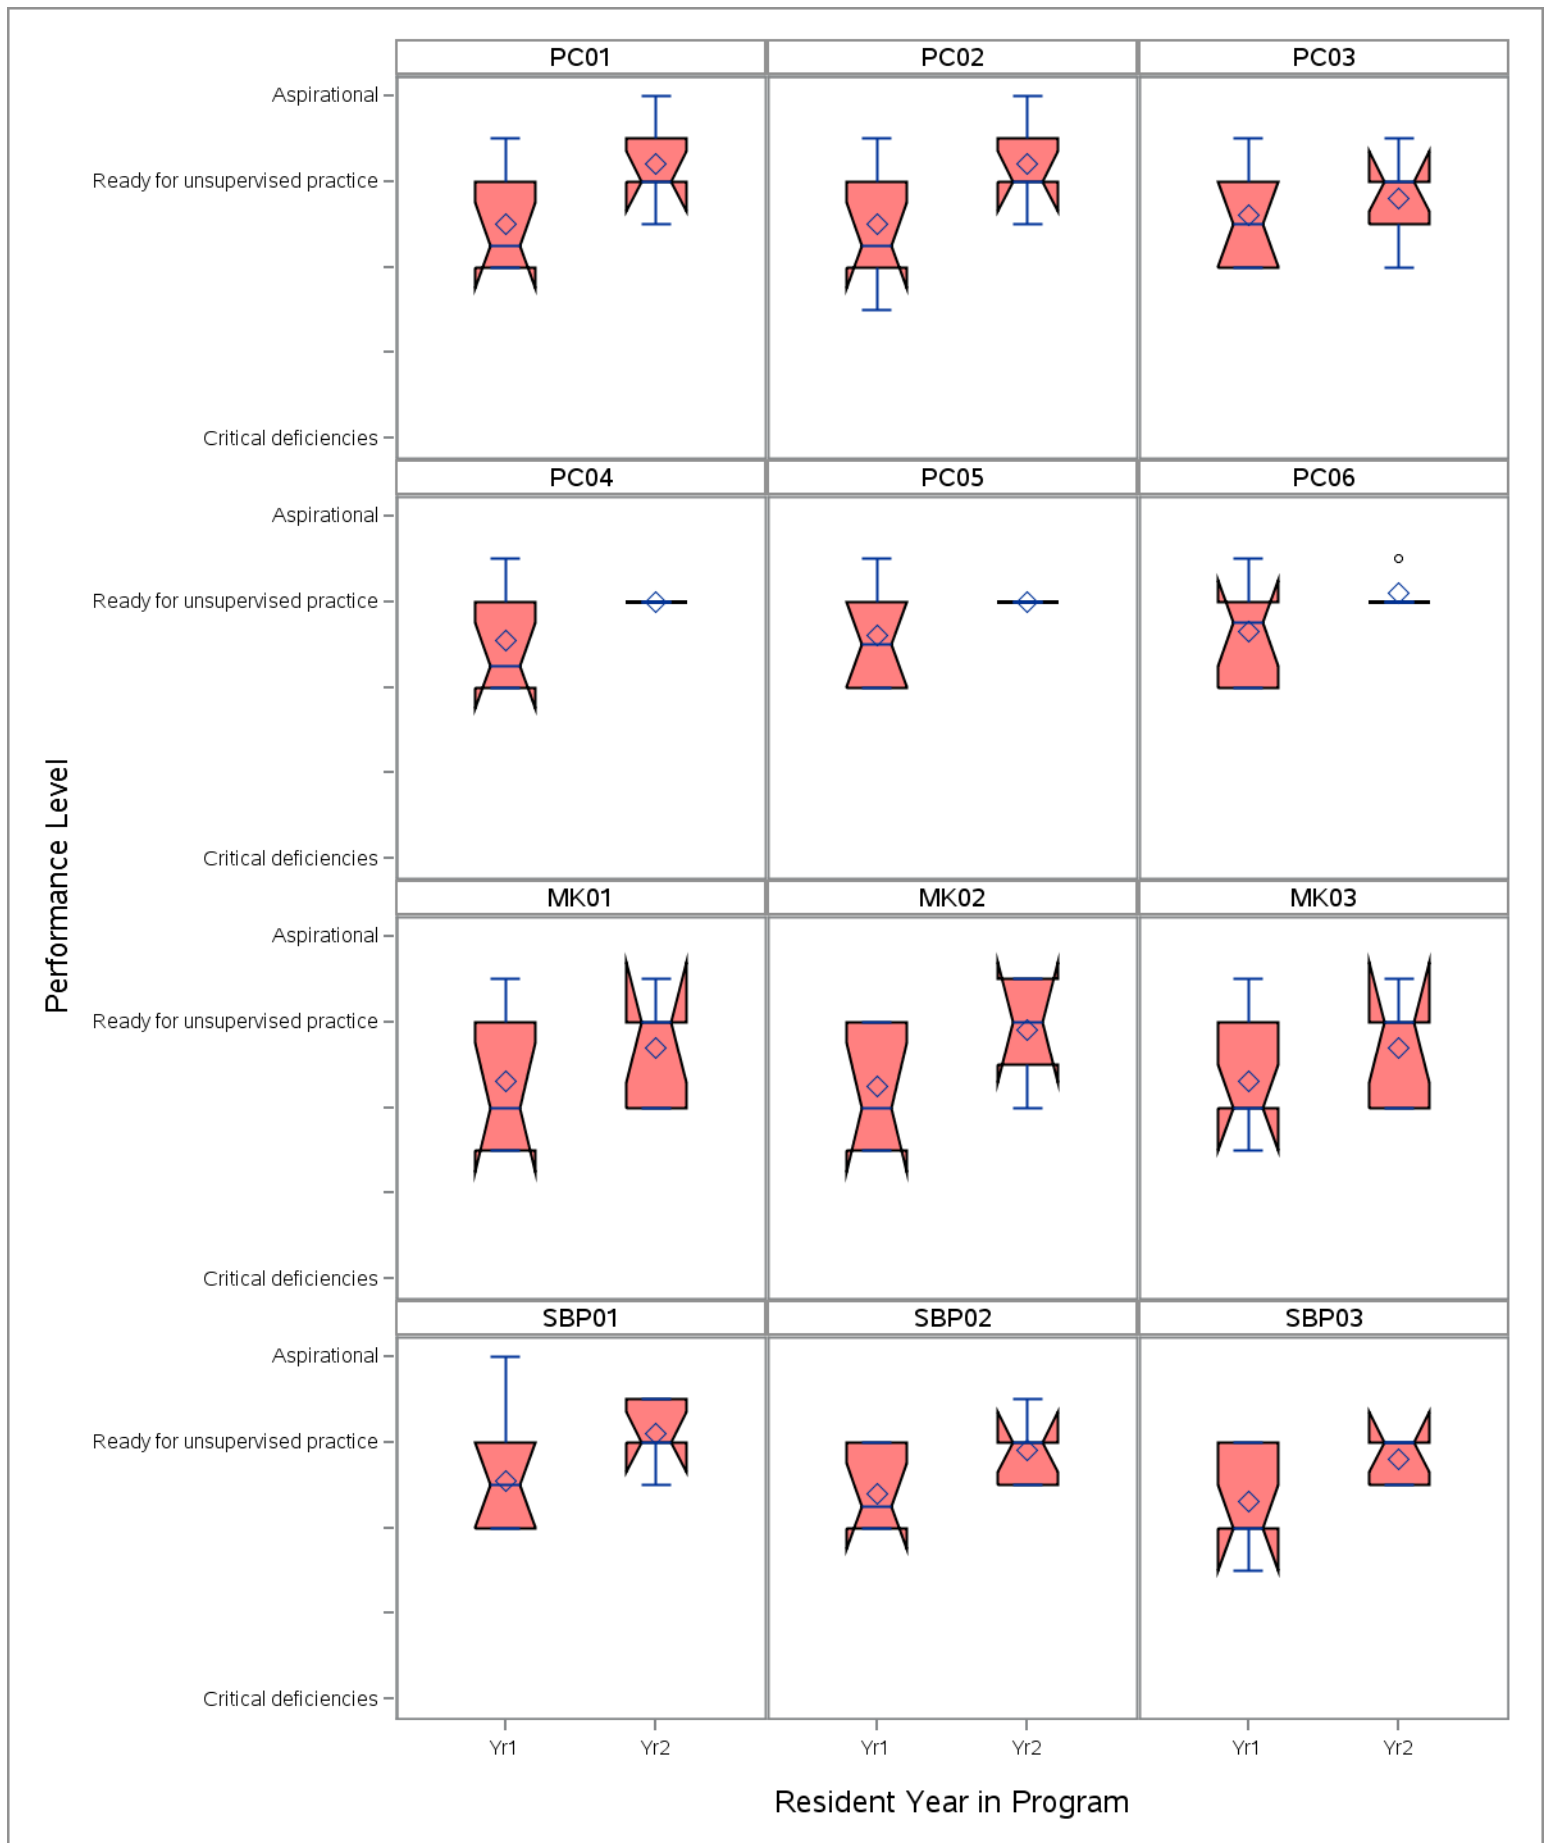 PC01 PC02 PC03
Aspirational
Ready for unsupervised practice
Critical deficiencies
PC04 PC05 PC06
Aspirational
Ready for unsupervised practice
Critical deficiencies
MK01 MK02 MK03
Aspirational
Ready for unsupervised practice
Critical deficiencies
SBP01 SBP02 SBP03
Aspirational
Ready for unsupervised practice
Critical deficiencies
Performance Level
Yr1 Yr2 Yr1 Yr2 Yr1 Yr2
Resident Year in Program